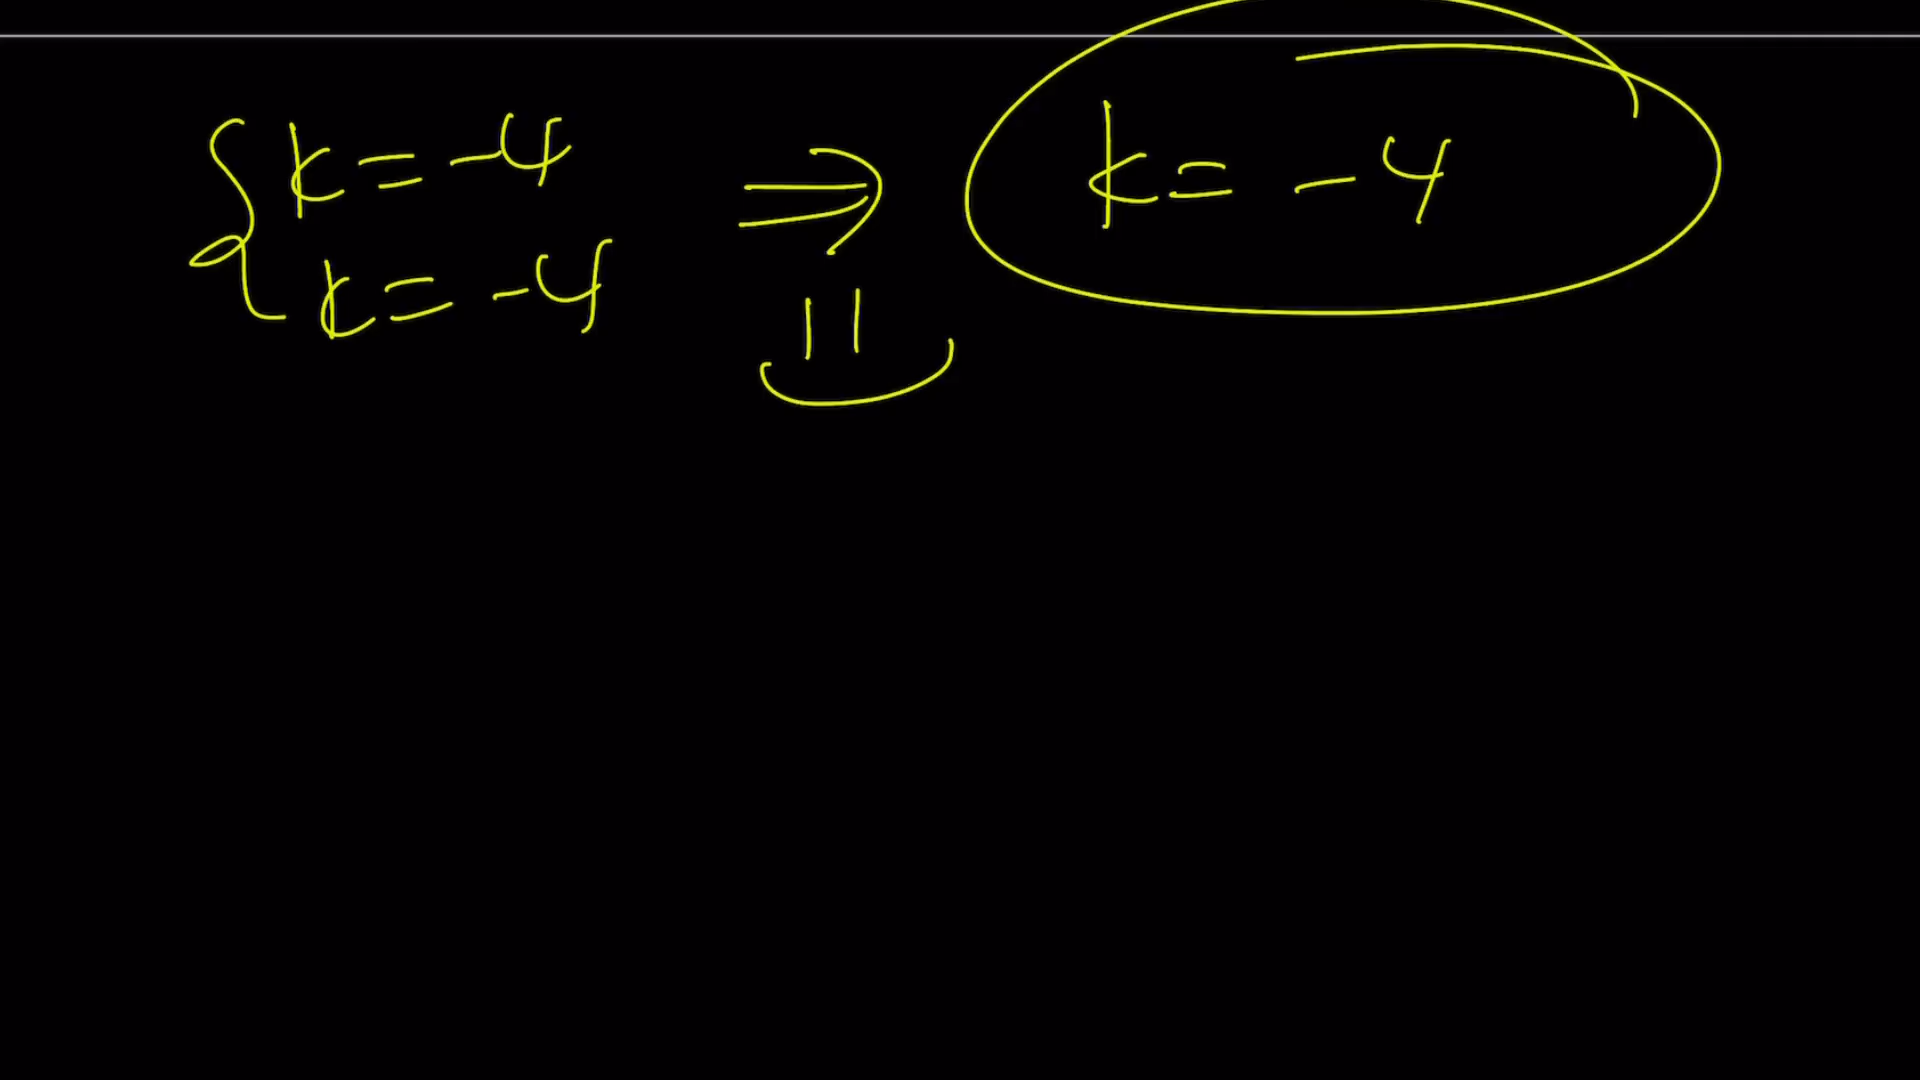 k = -4 ⇒ k = -4
k = -4